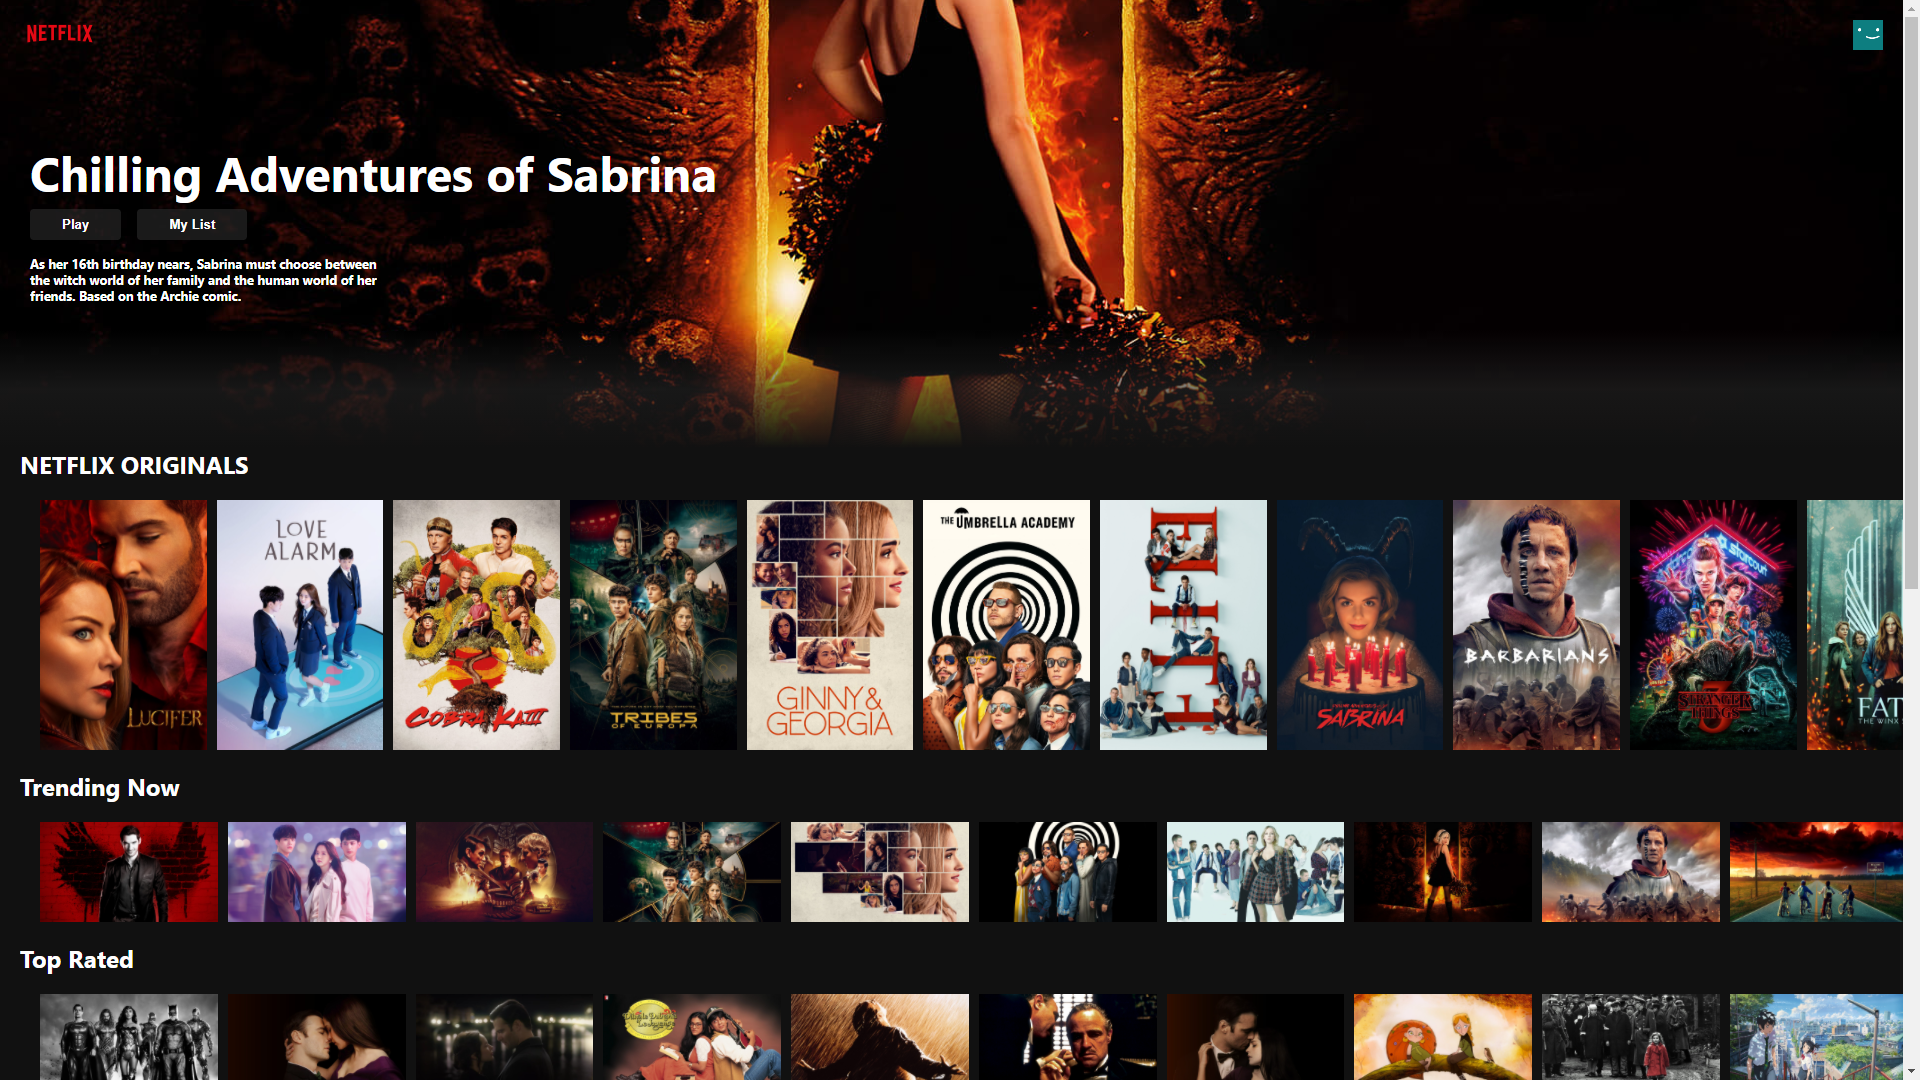 NETFLIX
Chilling Adventures of Sabrina
Play
My List
As her 16th birthday nears, Sabrina must choose between
the witch world of her family and the human world of her
friends. Based on the Archie comic.
NETFLIX ORIGINALS
LUCIFER
LOVE
ALARM
COBRA KAI
TRIBES
OF EUROPA
GINNY&
GEORGIA
THE UMBRELLA ACADEMY
ELITE
SABRINA
BARBARIANS
STRANGER
THINGS
3
FAT
THE WINX S
Trending Now
Top Rated